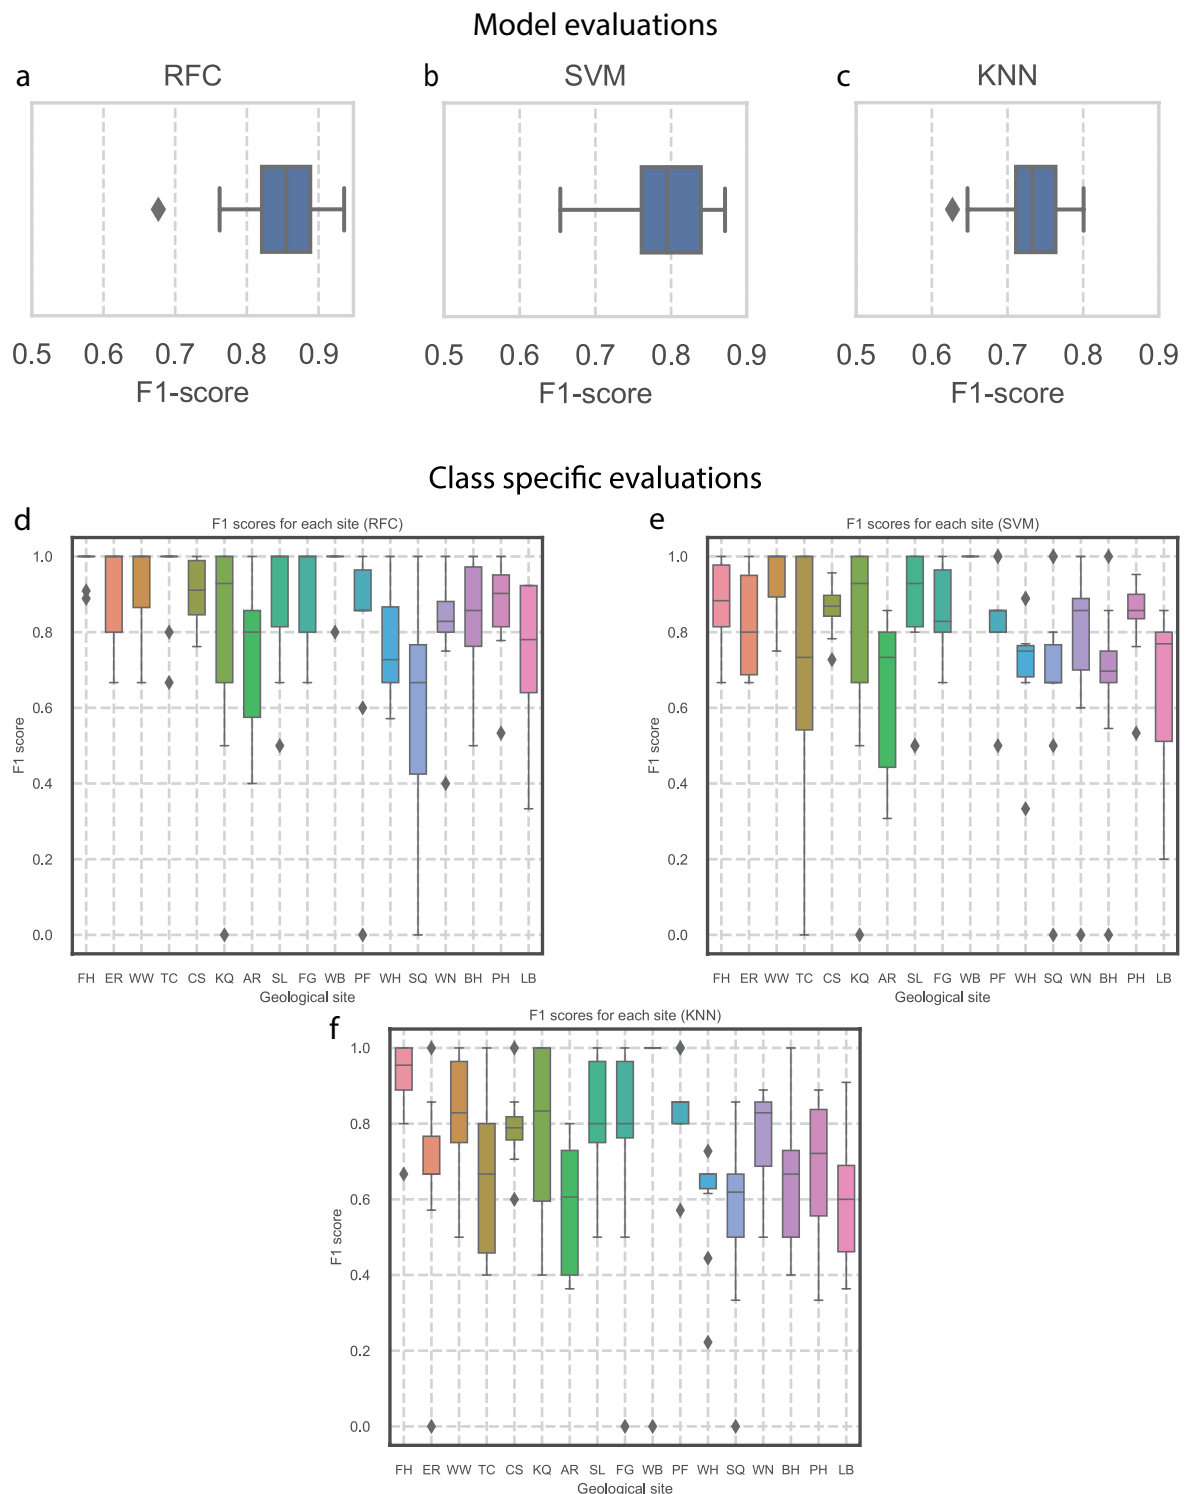 Model evaluations
a RFC b SVM c KNN
0.5 0.6 0.7 0.8 0.9 0.5 0.6 0.7 0.8 0.9 0.5 0.6 0.7 0.8 0.9
F1-score F1-score F1-score
Class specific evaluations
d e
F1 scores for each site (RFC)
1.0
0.8
0.6
0.4
0.2
0.0
F1 score
FH ER WW TC CS KQ AR SL FG WB PF WH SQ WN BH PH LB
Geological site
F1 scores for each site (SVM)
1.0
0.8
0.6
0.4
0.2
0.0
F1 score
FH ER WW TC CS KQ AR SL FG WB PF WH SQ WN BH PH LB
Geological site
f
F1 scores for each site (KNN)
1.0
0.8
0.6
0.4
0.2
0.0
F1 score
FH ER WW TC CS KQ AR SL FG WB PF WH SQ WN BH PH LB
Geological site